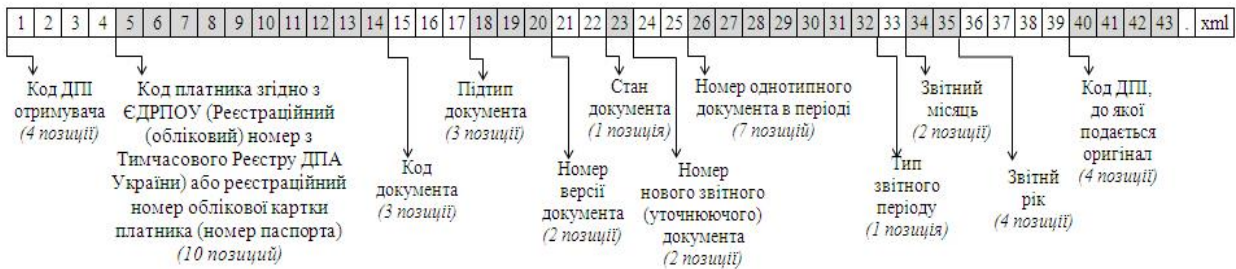 1 2 3 4 5 6 7 8 9 10 11 12 13 14 15 16 17 18 19 20 21 22 23 24 25 26 27 28 29 30 31 32 33 34 35 36 37 38 39 40 41 42 43 . xml
Код ДПІ
отримувача
(4 позиції)
Код платника згідно з
ЄДРПОУ (Реєстраційний
(обліковий) номер з
Тимчасового Реєстру ДПА
України) або реєстраційний
номер облікової картки
платника (номер паспорта)
(10 позиций)
Код
документа
(3 позиції)
Підтип
документа
(3 позиції)
Номер
версії
документа
(2 позиції)
Стан
документа
(1 позиція)
Номер
нового звітного
(уточнюючого)
документа
(2 позиції)
Номер однотипного
документа в періоді
(7 позицій)
Тип
звітного
періоду
(1 позиція)
Звітний
місяць
(2 позиції)
Звітнй
рік
(4 позиції)
Код ДПІ,
до якої
подається
оригінал
(4 позиції)